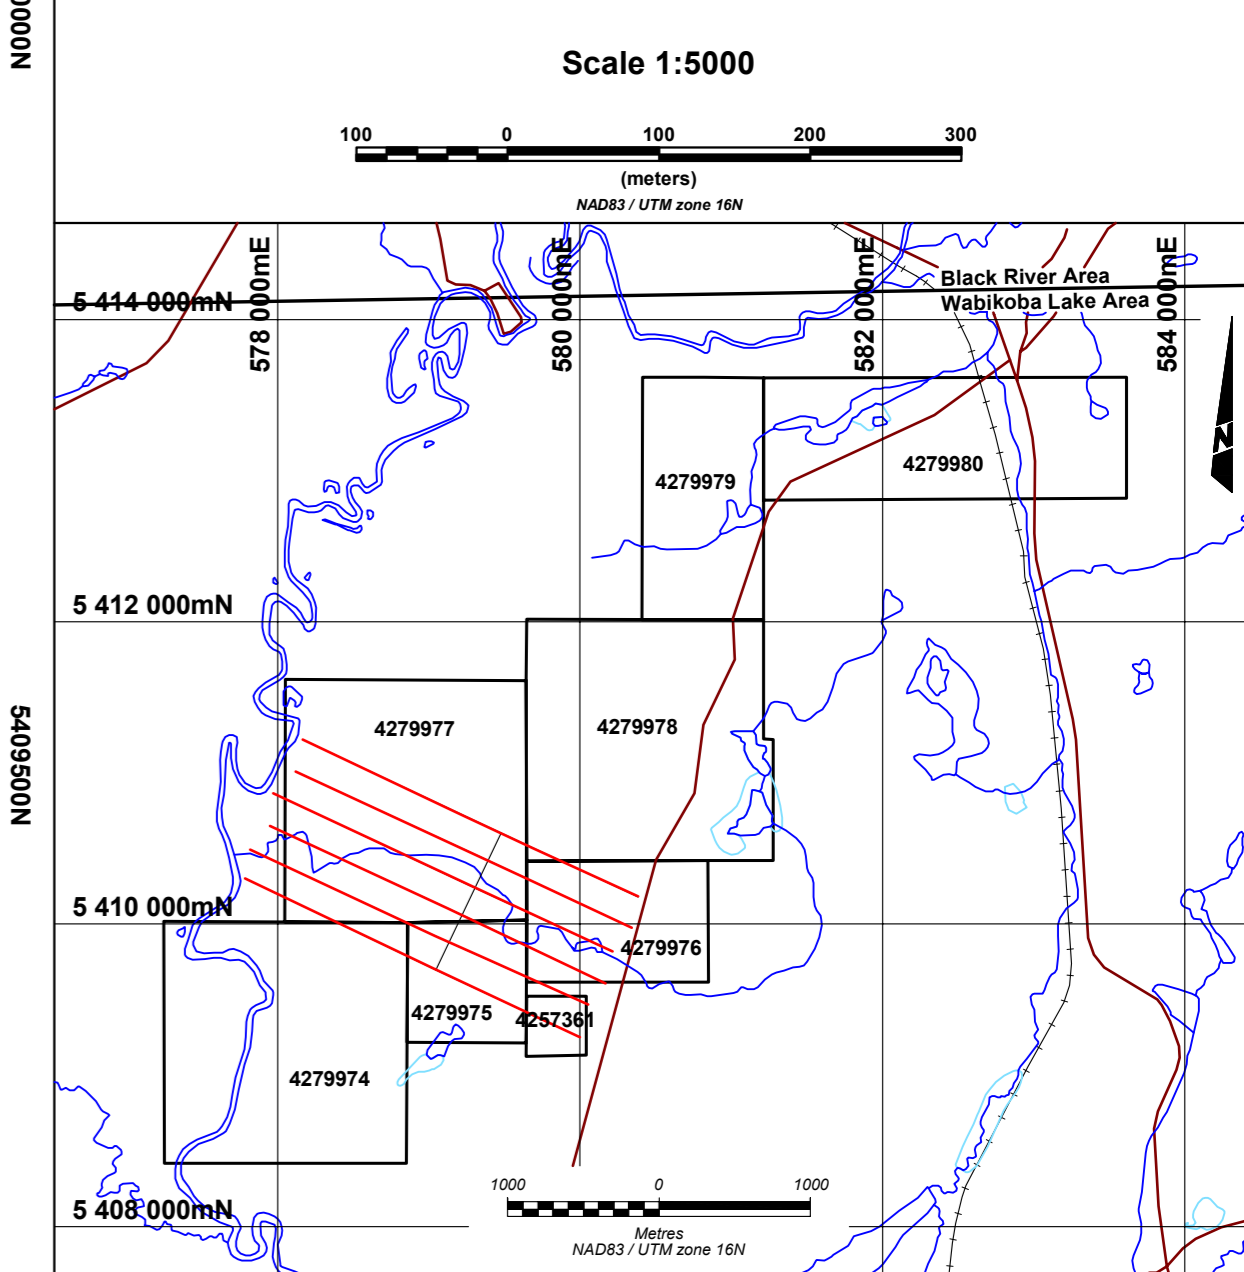 Scale 1:5000
100 0 100 200 300
(meters)
NAD83 / UTM zone 16N
578 000mE
580 000mE
582 000mE
584 000mE
Black River Area
5 414 000mN
Wabikoba Lake Area
N
4279980
4279979
5 412 000mN
4279977
4279978
5409500N
5 410 000mN
4279976
4279975
4257361
4279974
1000 0 1000
5 408 000mN
Metres
NAD83 / UTM zone 16N